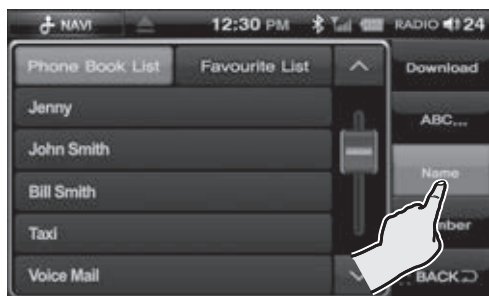 NAVI 12:30 PM RADIO 24
Phone Book List Favourite List Download
Jenny
ABC...
John Smith
Name
Bill Smith
Taxi
Voice Mail
BACK